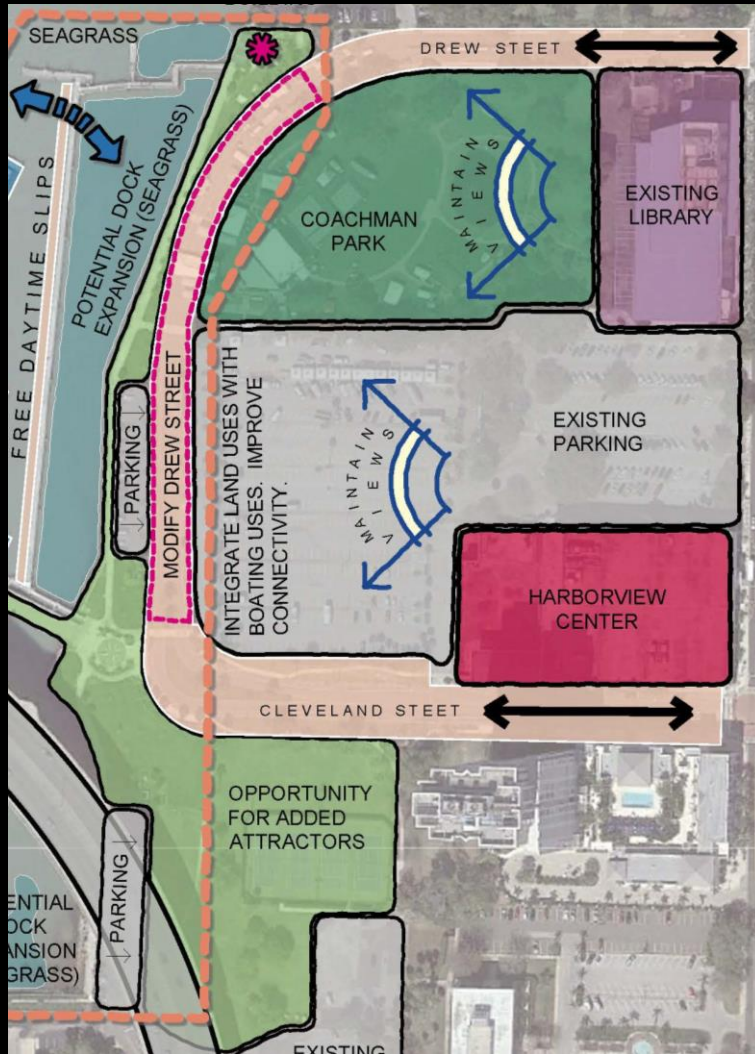 SEAGRASS
DREW STEET
FREE DAYTIME SLIPS
POTENTIAL DOCK
EXPANSION (SEAGRASS)
COACHMAN
PARK
MAINTAIN
VIEWS
EXISTING
LIBRARY
PARKING
MODIFY DREW STREET
INTEGRATE LAND USES WITH
BOATING USES. IMPROVE
CONNECTIVITY.
MAINTAIN
VIEWS
EXISTING
PARKING
HARBORVIEW
CENTER
CLEVELAND STEET
OPPORTUNITY
FOR ADDED
ATTRACTORS
PARKING
ENTIAL
OCK
ANSION
GRASS)
EXISTING